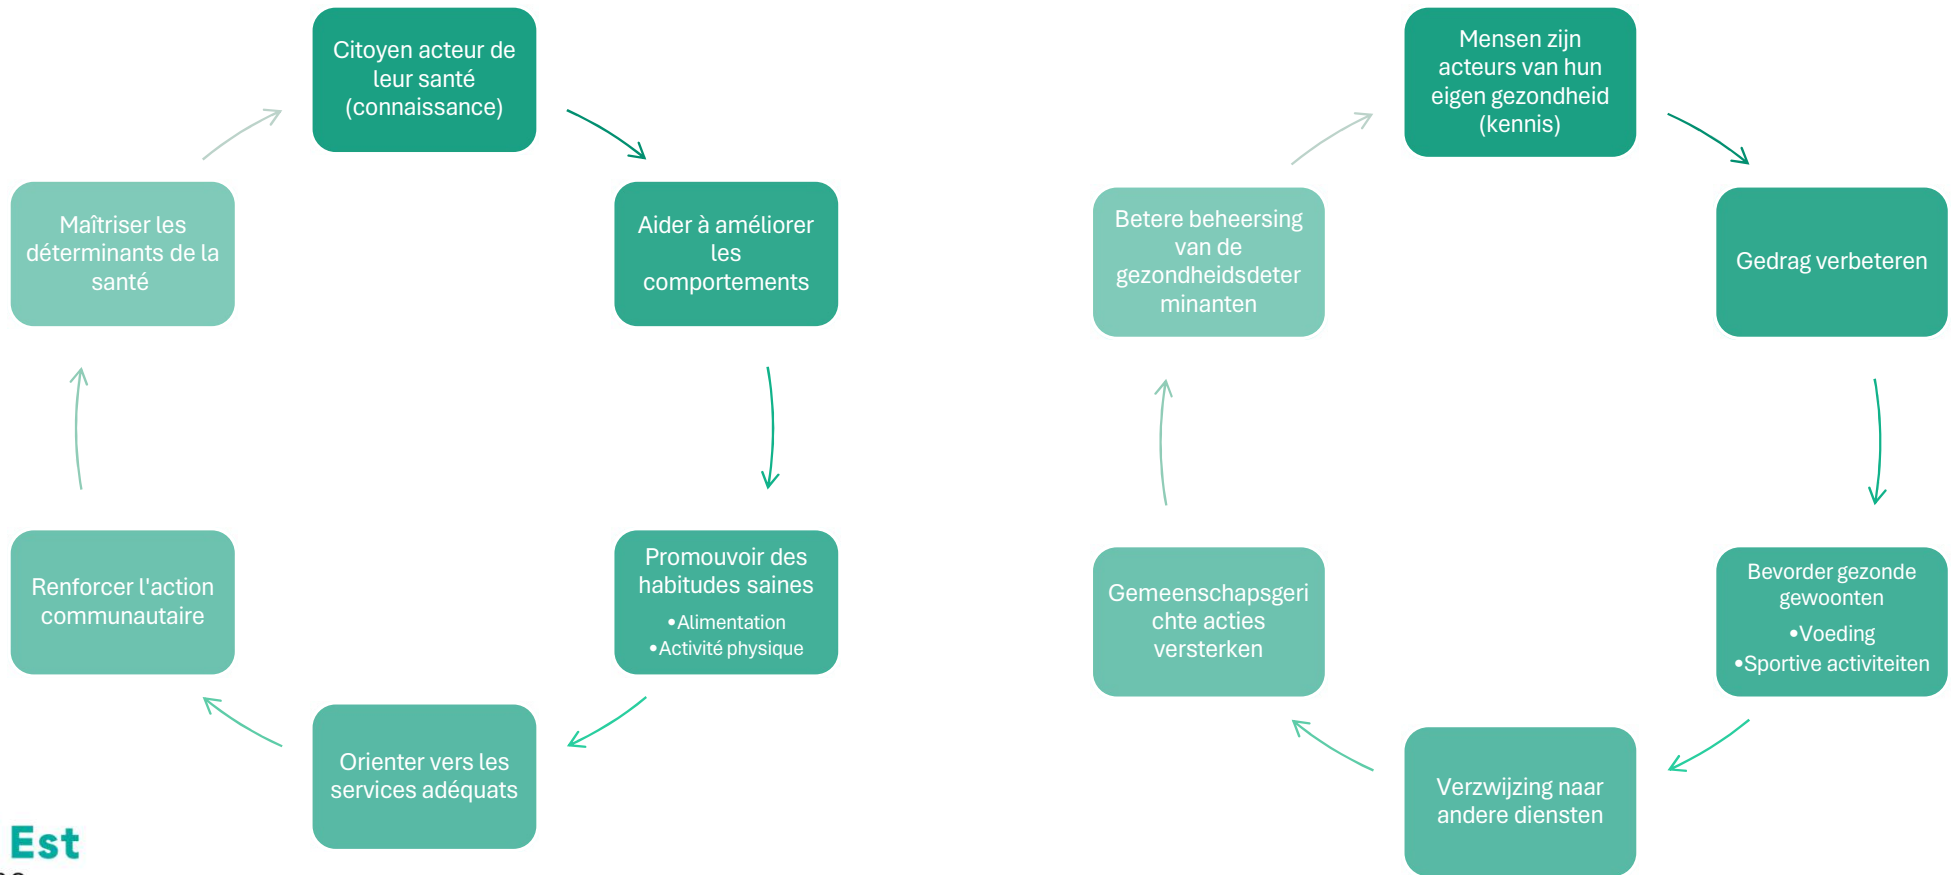 Citoyen acteur de
leur santé
(connaissance)
Aider à améliorer
les
comportements
Promouvoir des
habitudes saines
•Alimentation
•Activité physique
Orienter vers les
services adéquats
Renforcer l'action
communautaire
Maîtriser les
déterminants de la
santé
Mensen zijn
acteurs van hun
eigen gezondheid
(kennis)
Gedrag verbeteren
Bevorder gezonde
gewoonten
•Voeding
•Sportive activiteiten
Verzwijzing naar
andere diensten
Gemeenschapsgeri
chte acties
versterken
Betere beheersing
van de
gezondheidsdeter
minanten
Est